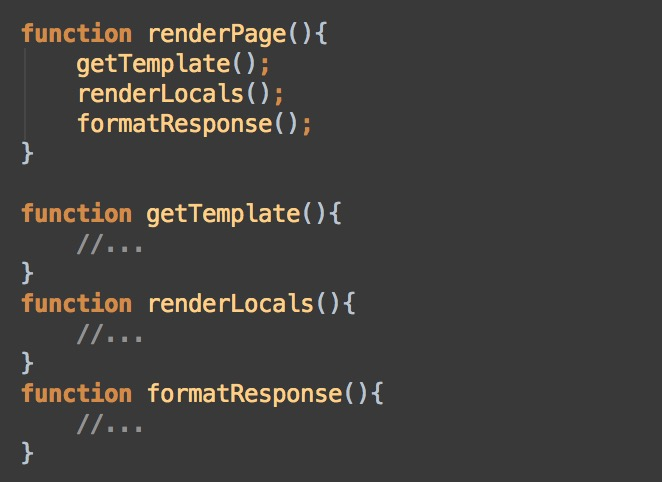 function renderPage(){
    getTemplate();
    renderLocals();
    formatResponse();
}

function getTemplate(){
    //...
}
function renderLocals(){
    //...
}
function formatResponse(){
    //...
}